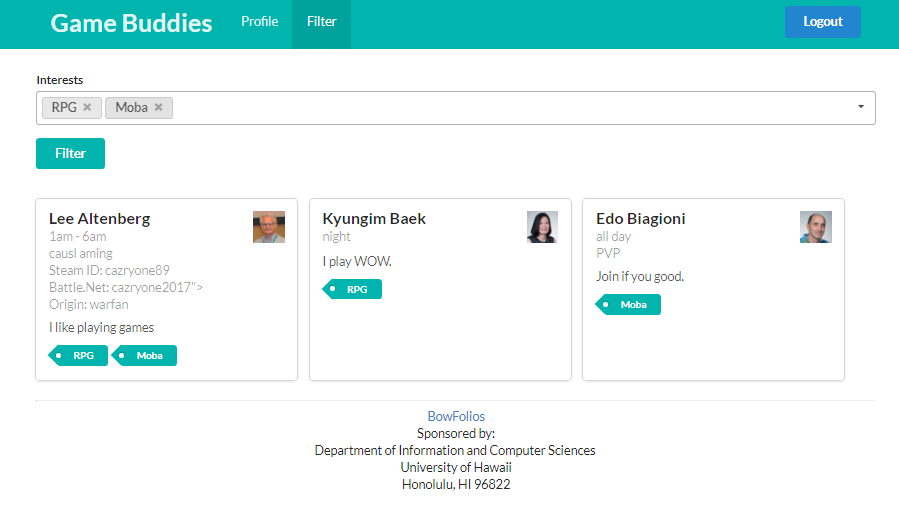 Game Buddies Profile Filter Logout
Interests
RPG Moba
Filter
Lee Altenberg
1am - 6am
causl aming
Steam ID: cazryone89
Battle.Net: cazryone2017">
Origin: warfan
I like playing games
RPG Moba
Kyungim Baek
night
I play WOW.
RPG
Edo Biagioni
all day
PVP
Join if you good.
Moba
BowFolios
Sponsored by:
Department of Information and Computer Sciences
University of Hawaii
Honolulu, HI 96822